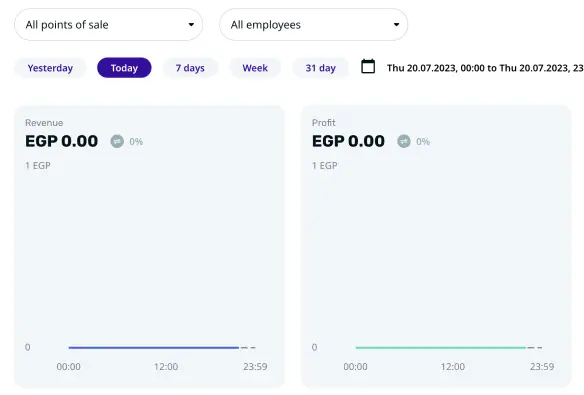 All points of sale All employees
Yesterday Today 7 days Week 31 day Thu 20.07.2023, 00:00 to Thu 20.07.2023, 23
Revenue Profit
EGP 0.00 0% EGP 0.00 0%
1 EGP 1 EGP
0 0
00:00 12:00 23:59 00:00 12:00 23:59